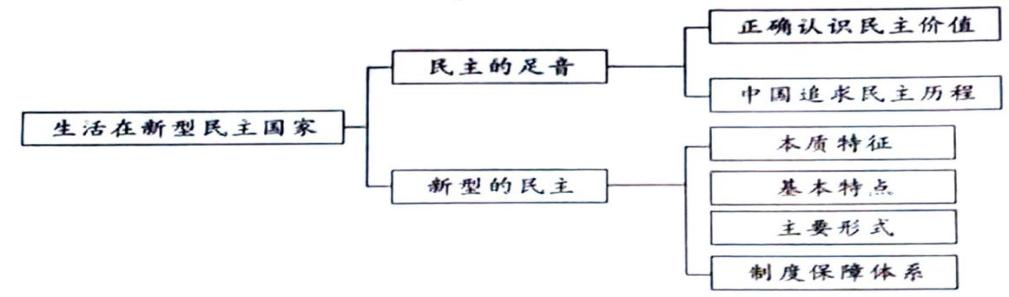 正确认识民主价值
民主的足音
中国追求民主历程
生活在新型民主国家
本质特征
新型的民主
基本特点
主要形式
制度保障体系